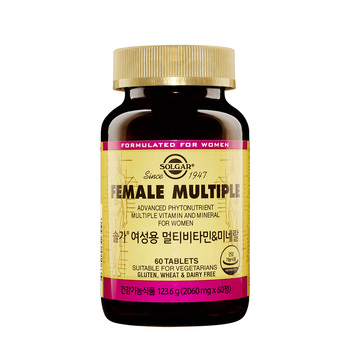 FORMULATED FOR WOMEN
SOLGAR®
Since 1947
FEMALE MULTIPLE
ADVANCED PHYTONUTRIENT
MULTIPLE VITAMIN AND MINERAL
FOR WOMEN
솔가® 여성용 멀티비타민&미네랄
60 TABLETS
SUITABLE FOR VEGETARIANS
GLUTEN, WHEAT & DAIRY FREE
건강기능식품 123.6 g (2060 mg x 60정)